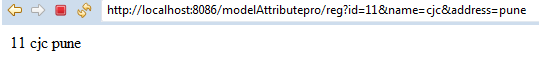 http://localhost:8086/modelAttributepro/reg?id=11&name=cjc&address=pune
11 cjc pune